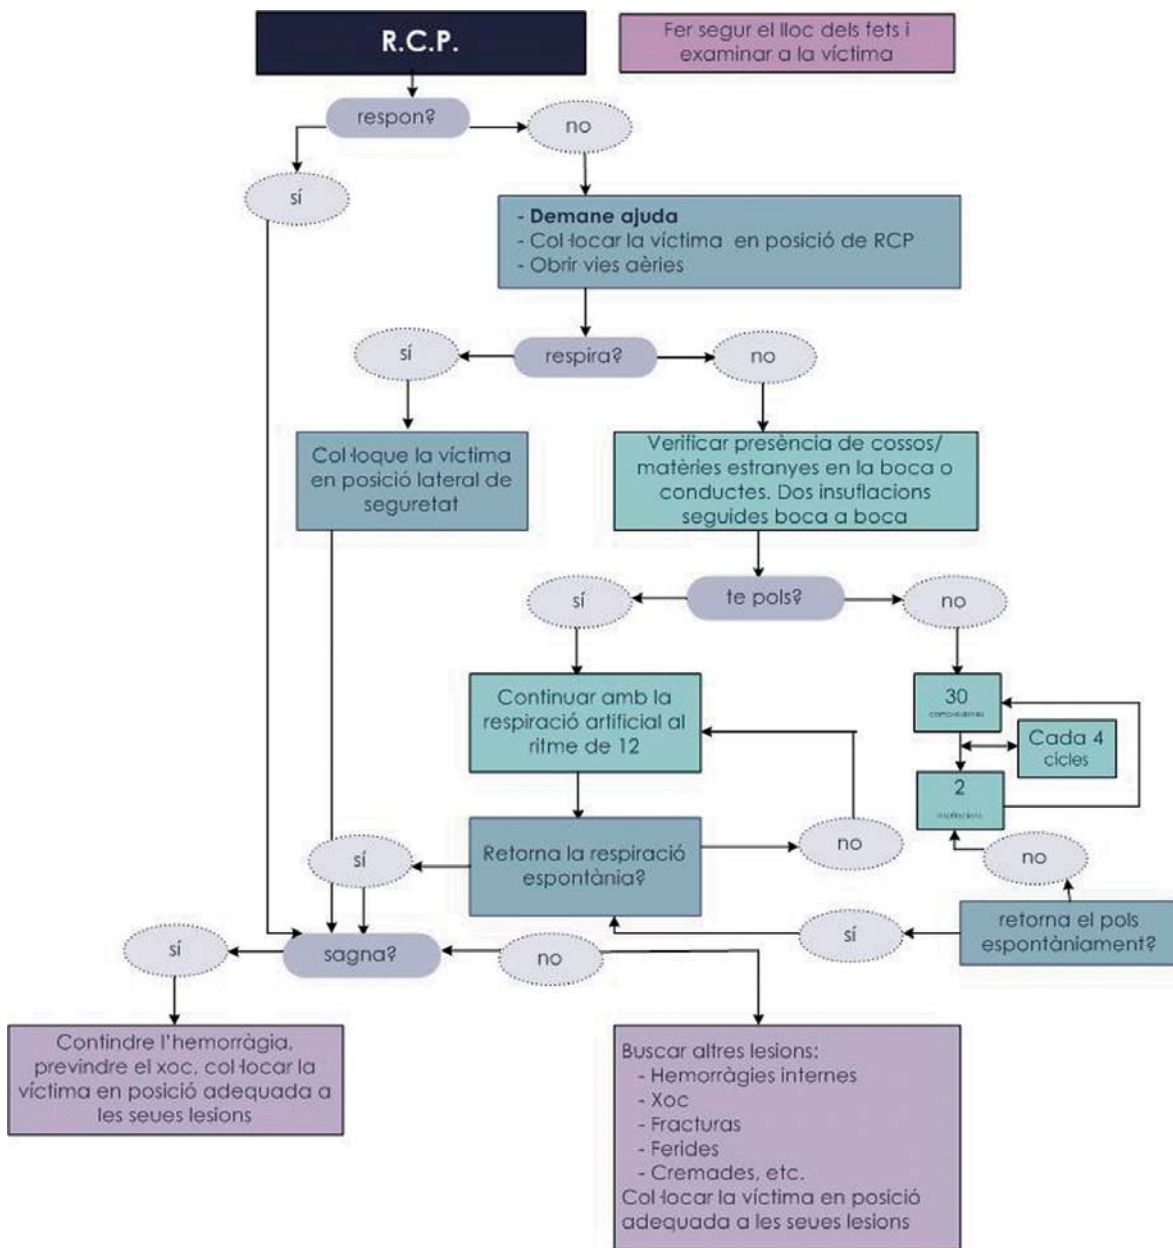 R.C.P.
Fer segur el lloc dels fets i
examinar a la víctima
respon?
no
sí
- Demane ajuda
- Col·locar la víctima en posició de RCP
- Obrir vies aèries
sí
respira?
no
Col·loque la víctima
en posició lateral de
seguretat
Verificar presència de cossos/
matèries estranyes en la boca o
conductes. Dos insuflacions
seguides boca a boca
sí
te pols?
no
Continuar amb la
respiració artificial al
ritme de 12
30
Cada 4
cicles
2
sí
Retorna la respiració
espontània?
no
no
retorna el pols
espontàniament?
sí
sí
sagna?
no
Contindre l'hemorràgia,
previndre el xoc, col·locar la
víctima en posició adequada a
les seues lesions
Buscar altres lesions:
- Hemorràgies internes
- Xoc
- Fracturas
- Ferides
- Cremades, etc.
Col·locar la víctima en posició
adequada a les seues lesions